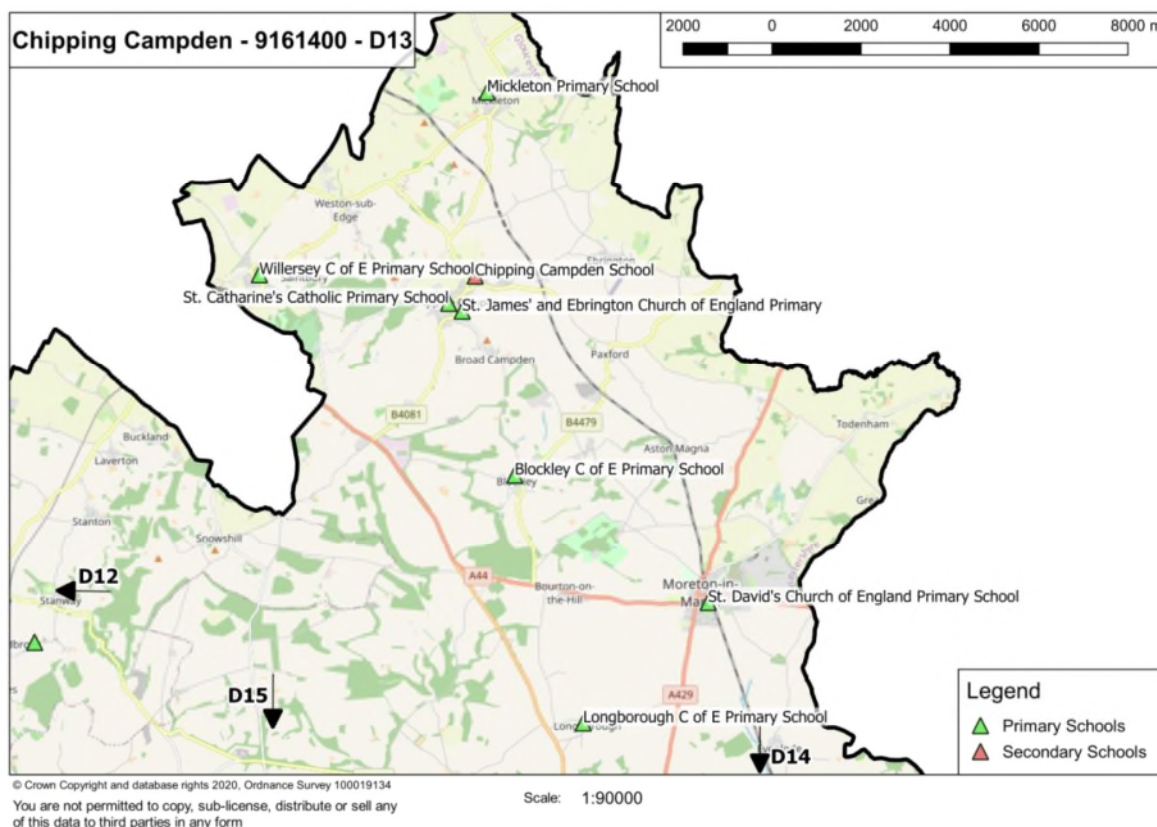 Chipping Campden - 9161400 - D13
2000 0 2000 4000 6000 8000 m
Mickleton Primary School
Mickleton
Weston-sub-
Edge
Willersey C of E Primary School
Chipping Campden School
Saintbury
Ebrington
St. Catharine's Catholic Primary School
St. James' and Ebrington Church of England Primary
Broad Campden
Paxford
B4081
B4479
Todenham
Buckland
Laverton
Aston Magna
Blockley C of E Primary School
Blockley
Stanton
Snowshill
D12
Stanway
A44
Bourton-on-
the-Hill
Moreton-in-
St. David's Church of England Primary School
D15
A429
Longborough C of E Primary School
D14
Legend
Primary Schools
Secondary Schools
© Crown Copyright and database rights 2020, Ordnance Survey 100019134
You are not permitted to copy, sub-license, distribute or sell any
of this data to third parties in any form
Scale: 1:90000